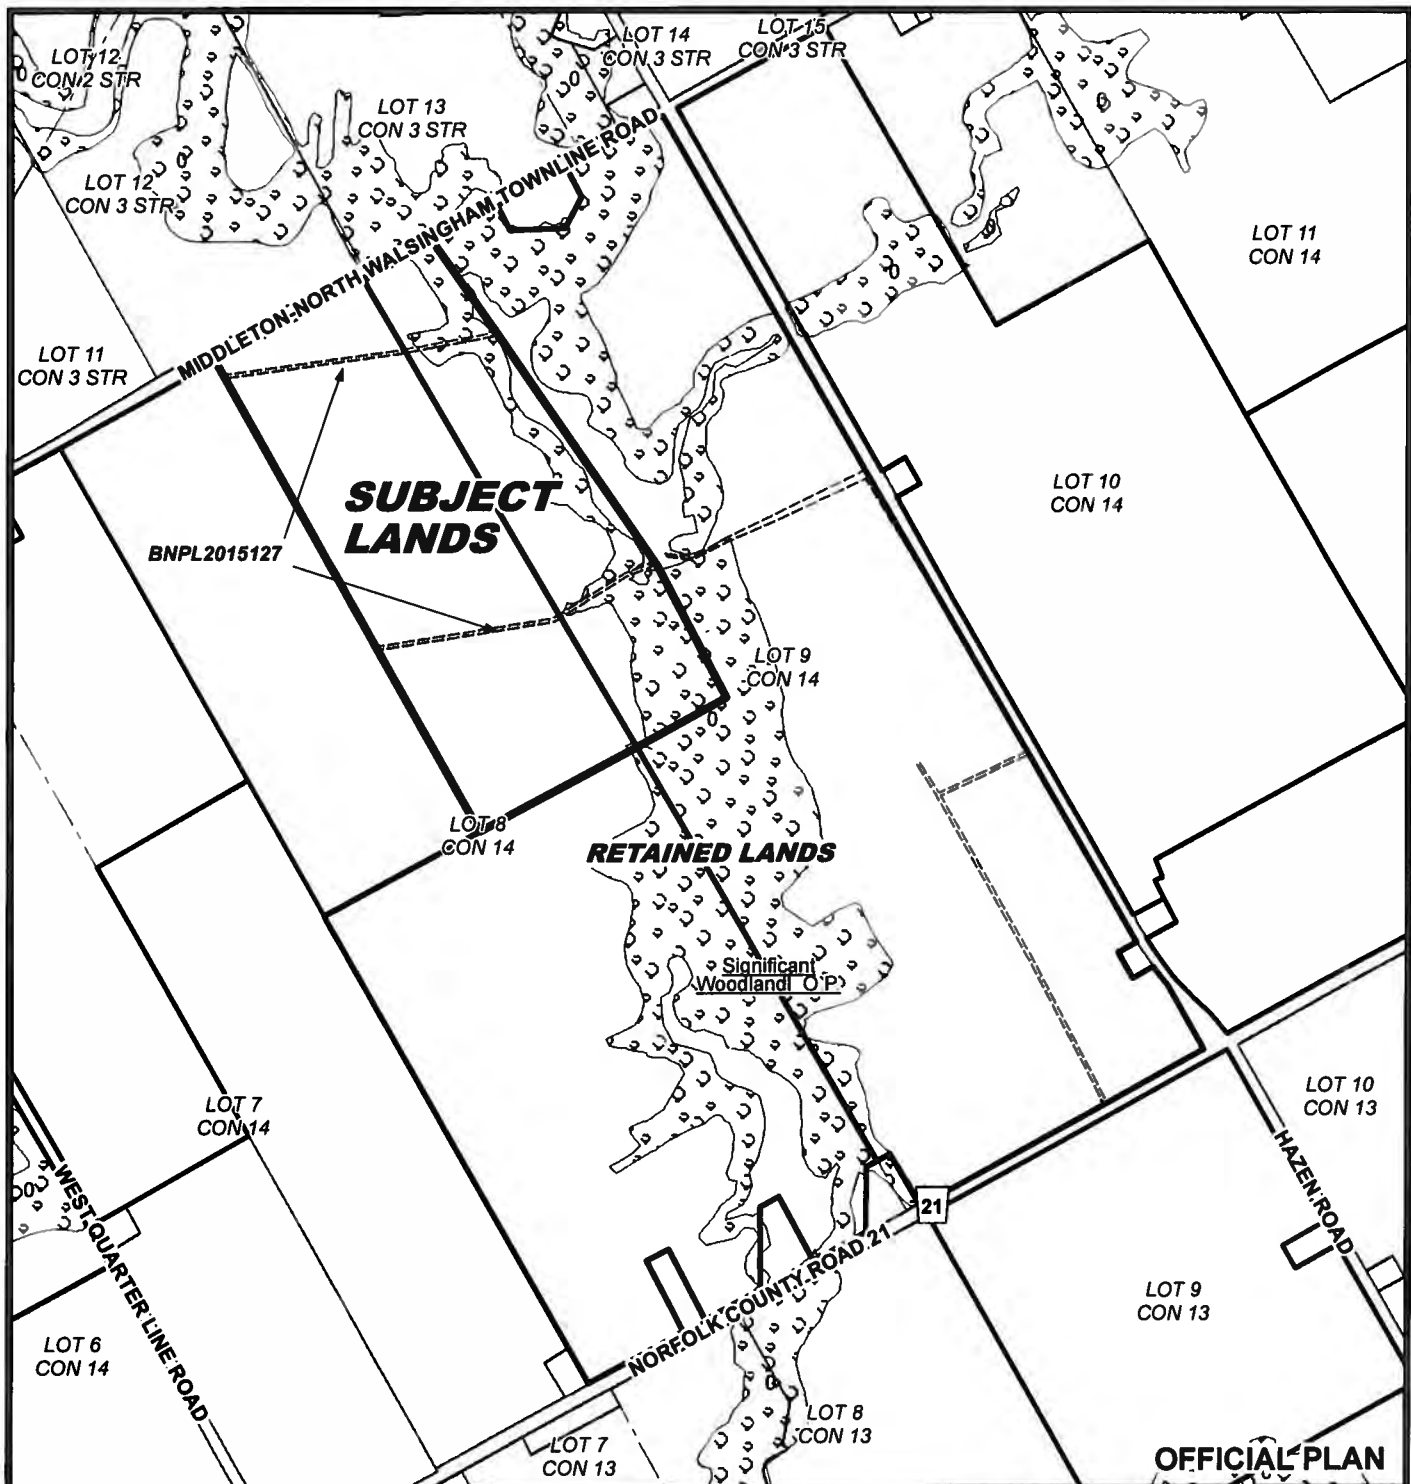 LOT 12
CON 2 STR
LOT 14
CON 3 STR
LOT 15
CON 3 STR
LOT 13
CON 3 STR
LOT 12
CON 3 STR
MIDDLETON-NORTH WALSINGHAM TOWNLINE ROAD
LOT 11
CON 14
LOT 11
CON 3 STR
SUBJECT
LANDS
LOT 10
CON 14
BNPL2015127
LOT 9
CON 14
LOT 8
CON 14
RETAINED LANDS
Significant
Woodland O.P.
LOT 7
CON 14
LOT 10
CON 13
HAZEN ROAD
WEST QUARTER LINE ROAD
21
NORFOLK COUNTY ROAD 21
LOT 9
CON 13
LOT 6
CON 14
LOT 8
CON 13
LOT 7
CON 13
OFFICIAL PLAN